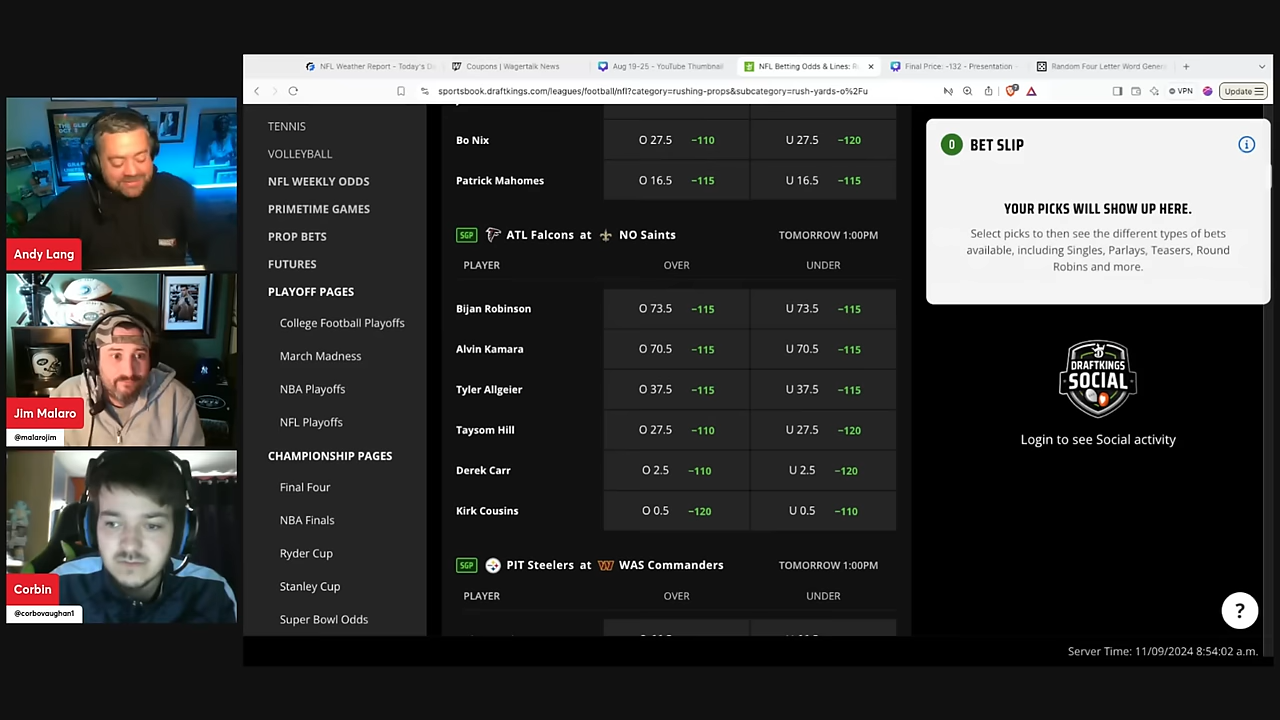 Andy Lang
Jim Malaro
@malarojim
Corbin
@corbovaughan1
NFL Weather Report - Today's D
Coupons | Wagertalk News
Aug 19-25 - YouTube Thumbnail
NFL Betting Odds & Lines: R
Final Price: -132 - Presentation
Random Four Letter Word Gener
sportsbook.draftkings.com/leagues/football/nfl?category=rushing-props&subcategory=rush-yards-o%2Fu
VPN
Update
TENNIS
VOLLEYBALL
NFL WEEKLY ODDS
PRIMETIME GAMES
PROP BETS
FUTURES
PLAYOFF PAGES
College Football Playoffs
March Madness
NBA Playoffs
NFL Playoffs
CHAMPIONSHIP PAGES
Final Four
NBA Finals
Ryder Cup
Stanley Cup
Super Bowl Odds
Bo Nix O 27.5 −110 U 27.5 −120
Patrick Mahomes O 16.5 −115 U 16.5 −115
SGP ATL Falcons at NO Saints TOMORROW 1:00PM
PLAYER OVER UNDER
Bijan Robinson O 73.5 −115 U 73.5 −115
Alvin Kamara O 70.5 −115 U 70.5 −115
Tyler Allgeier O 37.5 −115 U 37.5 −115
Taysom Hill O 27.5 −110 U 27.5 −120
Derek Carr O 2.5 −110 U 2.5 −120
Kirk Cousins O 0.5 −120 U 0.5 −110
SGP PIT Steelers at WAS Commanders TOMORROW 1:00PM
PLAYER OVER UNDER
0 BET SLIP
YOUR PICKS WILL SHOW UP HERE.
Select picks to then see the different types of bets
available, including Singles, Parlays, Teasers, Round
Robins and more.
DRAFTKINGS
SOCIAL
Login to see Social activity
?
Server Time: 11/09/2024 8:54:02 a.m.